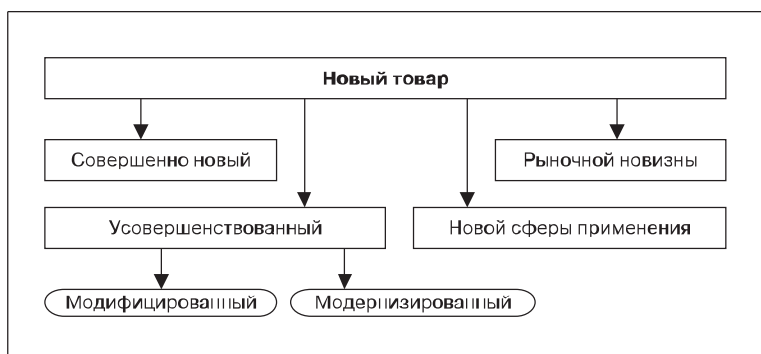 Новый товар
Совершенно новый
Рыночной новизны
Усовершенствованный
Новой сферы применения
Модифицированный
Модернизированный